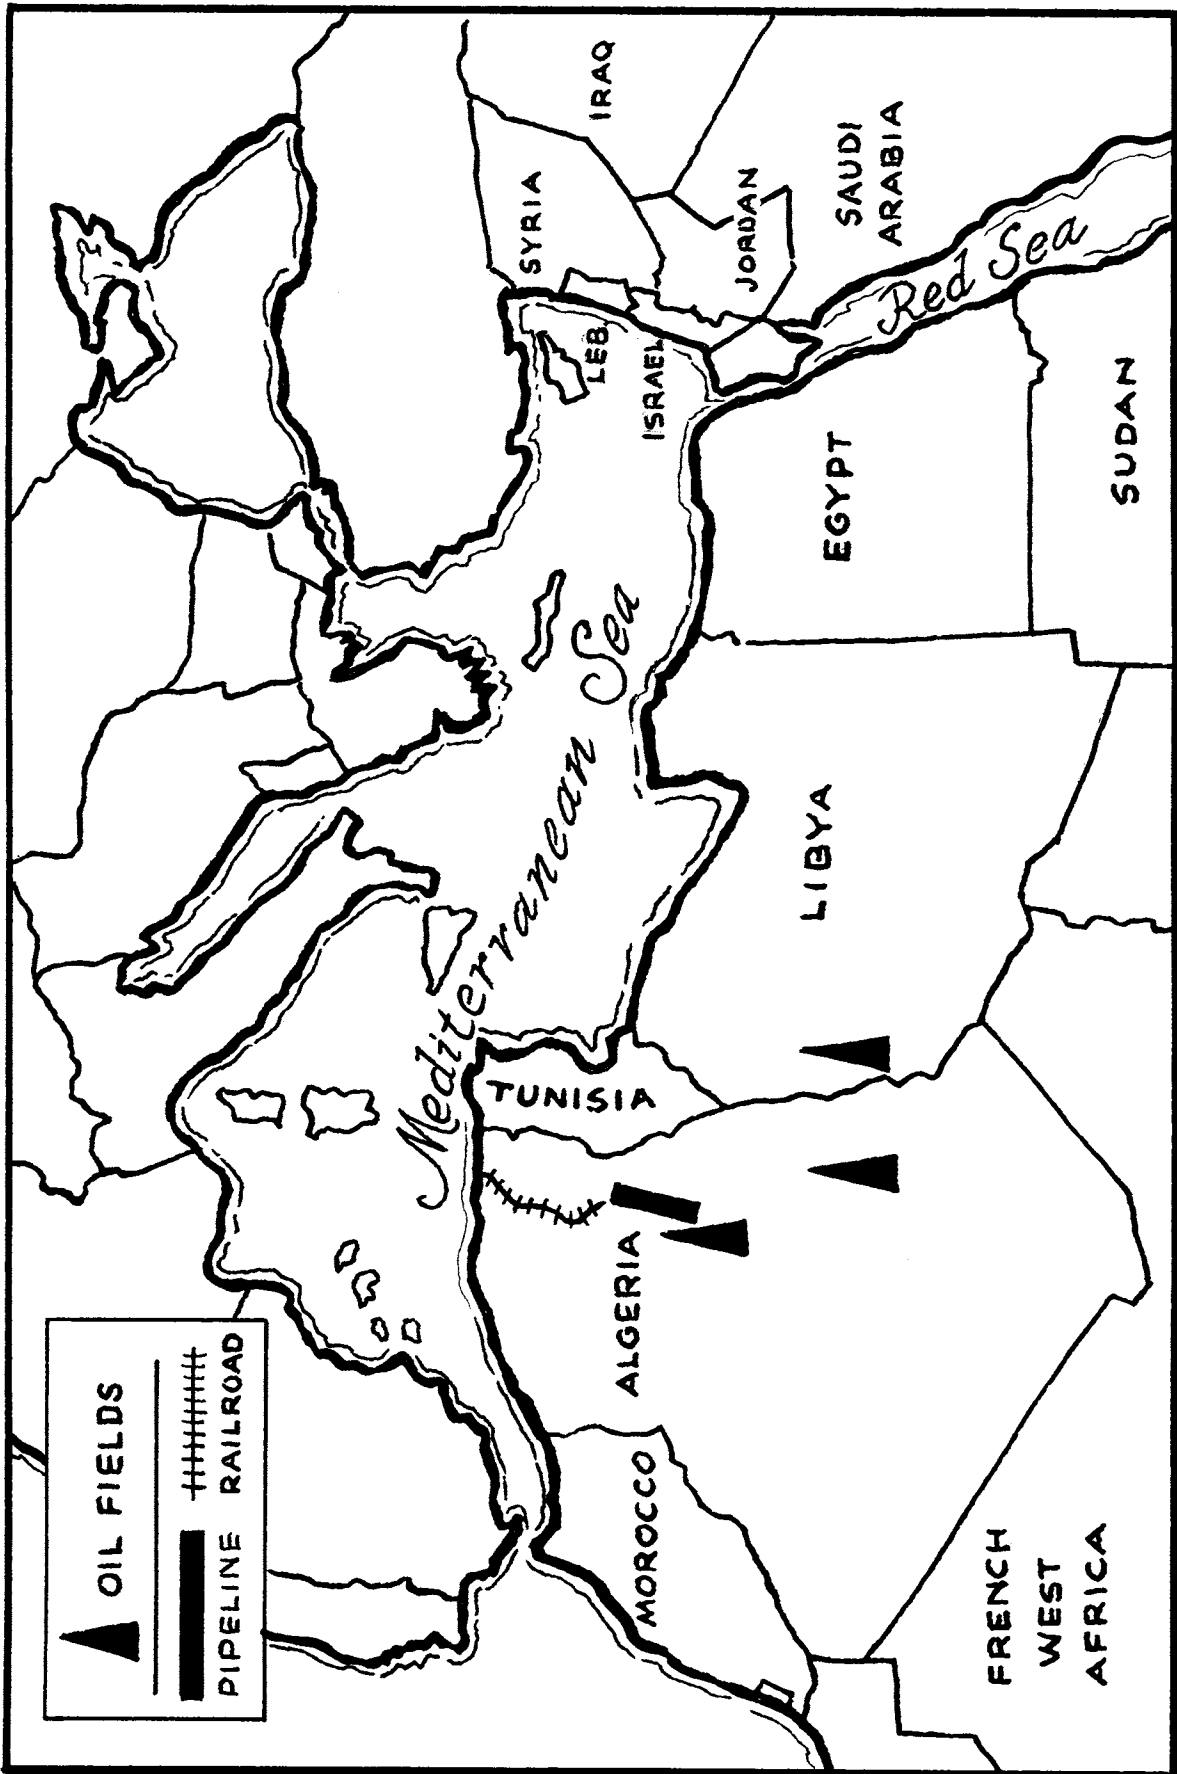 OIL FIELDS
PIPELINE RAILROAD
Mediterranean Sea
MOROCCO
ALGERIA
TUNISIA
LIBYA
EGYPT
SUDAN
FRENCH
WEST
AFRICA
ISRAEL
LEB.
SYRIA
JORDAN
IRAQ
SAUDI
ARABIA
Red Sea